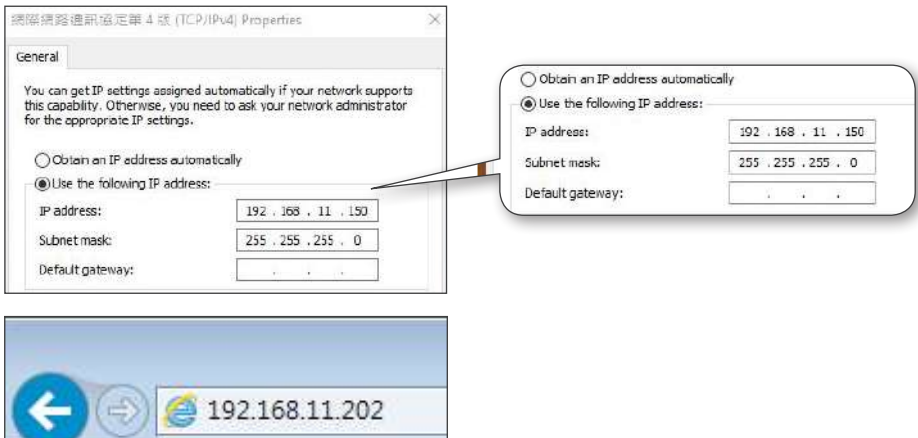 網際網路通訊協定第 4 版 (TCP/IPv4) Properties
General
You can get IP settings assigned automatically if your network supports
this capability. Otherwise, you need to ask your network administrator
for the appropriate IP settings.
Obtain an IP address automatically
Use the following IP address:
IP address: 192 . 168 . 11 . 150
Subnet mask: 255 . 255 . 255 . 0
Default gateway: . . .
Obtain an IP address automatically
Use the following IP address:
IP address: 192 . 168 . 11 . 150
Subnet mask: 255 . 255 . 255 . 0
Default gateway: . . .
192.168.11.202